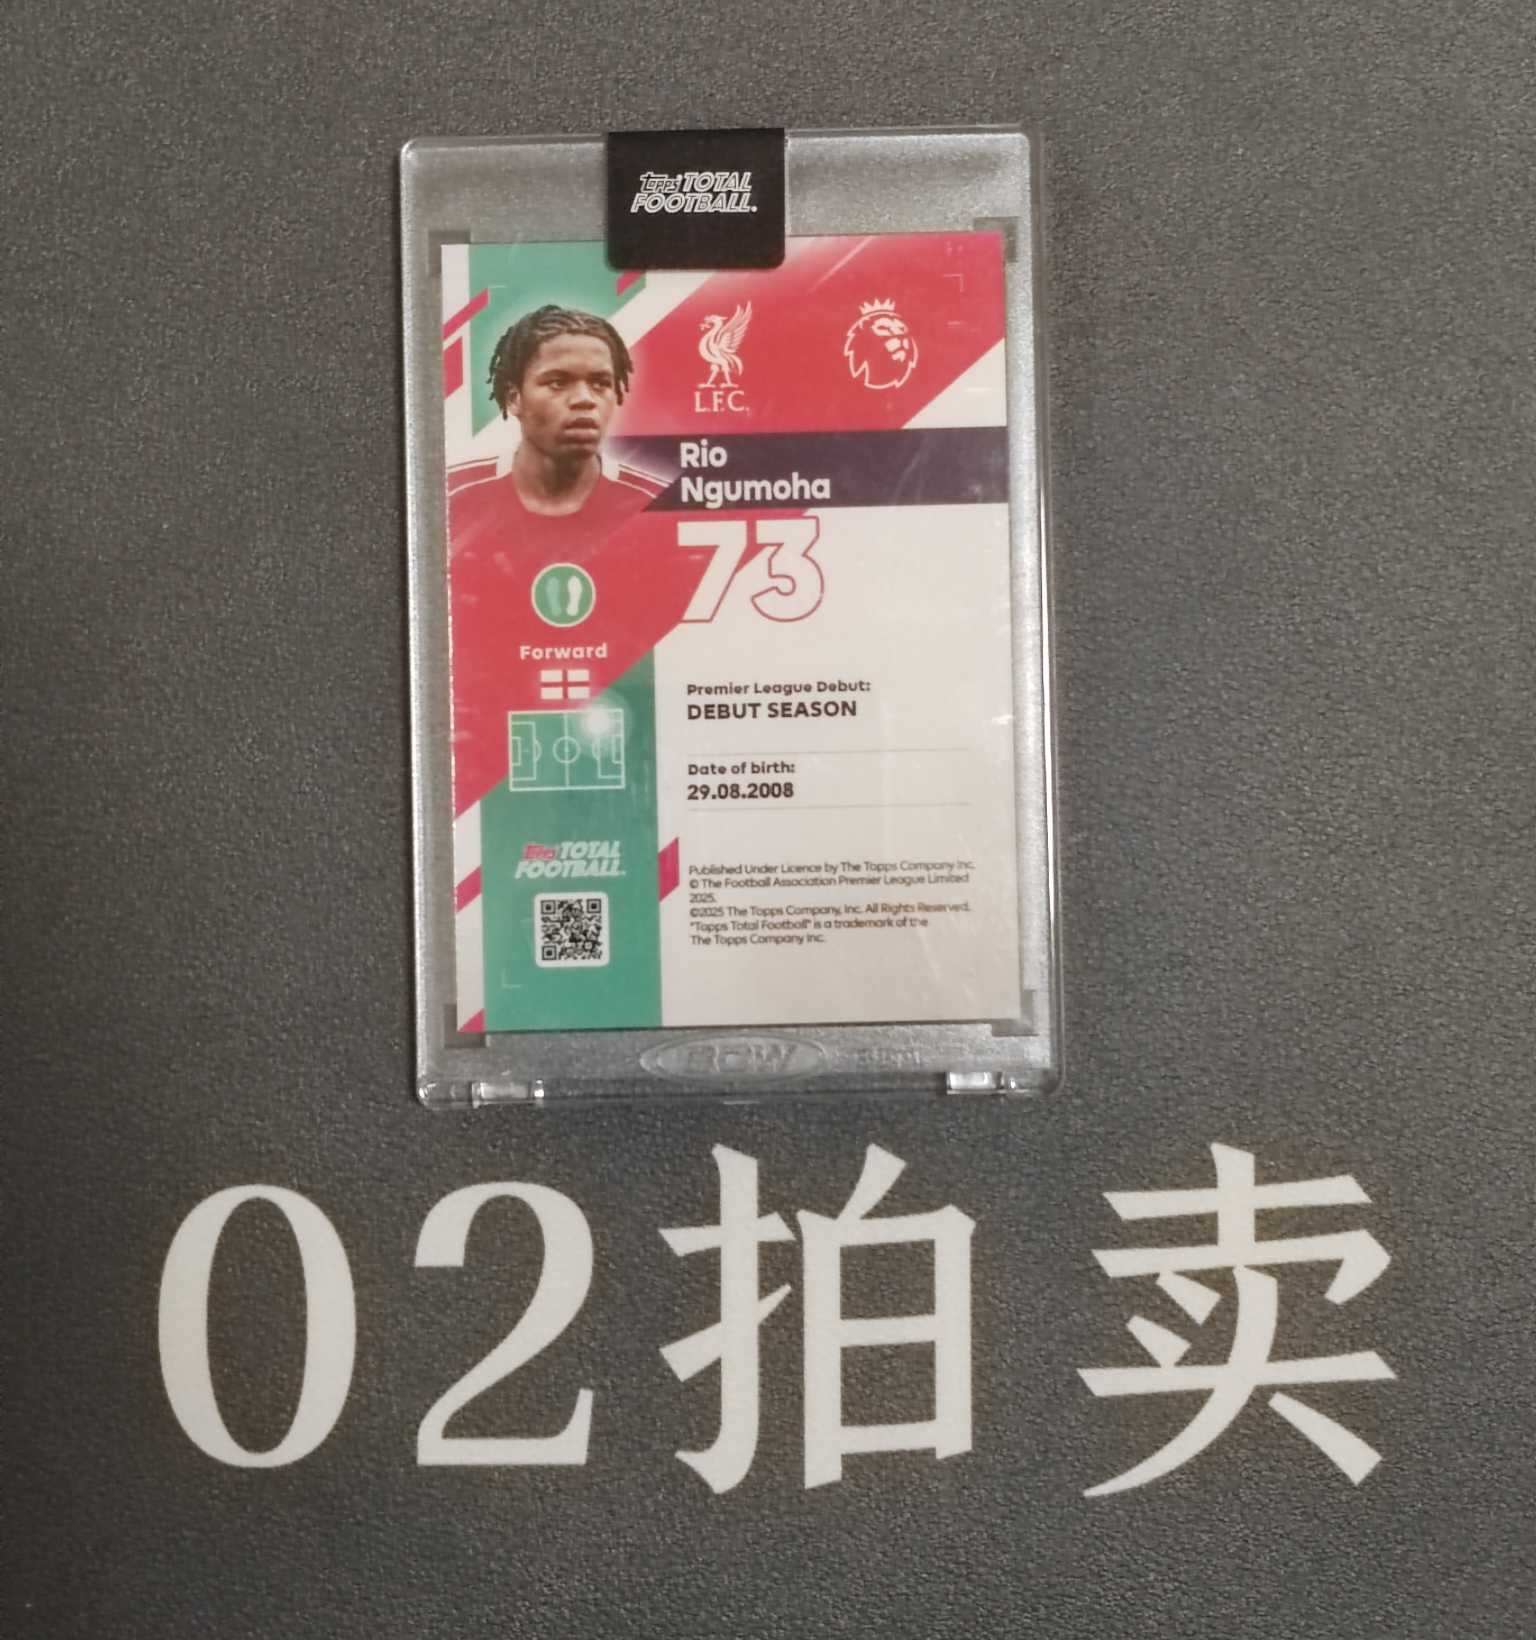 topps TOTAL
FOOTBALL.
L.F.C.
Rio
Ngumoha
73
Forward
Premier League Debut:
DEBUT SEASON
Date of birth:
29.08.2008
topps TOTAL
FOOTBALL.
Published Under Licence by The Topps Company Inc.
© The Football Association Premier League Limited
2025.
©2025 The Topps Company, Inc. All Rights Reserved.
"Topps Total Football" is a trademark of the
The Topps Company Inc.
02拍卖